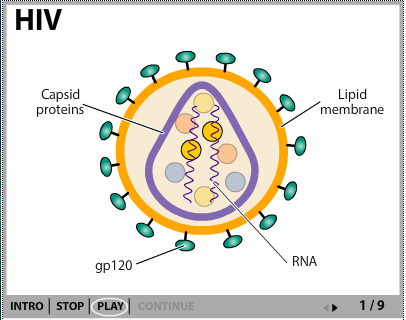 HIV
Capsid
proteins
Lipid
membrane
gp120
RNA
INTRO | STOP | PLAY | CONTINUE
1 / 9